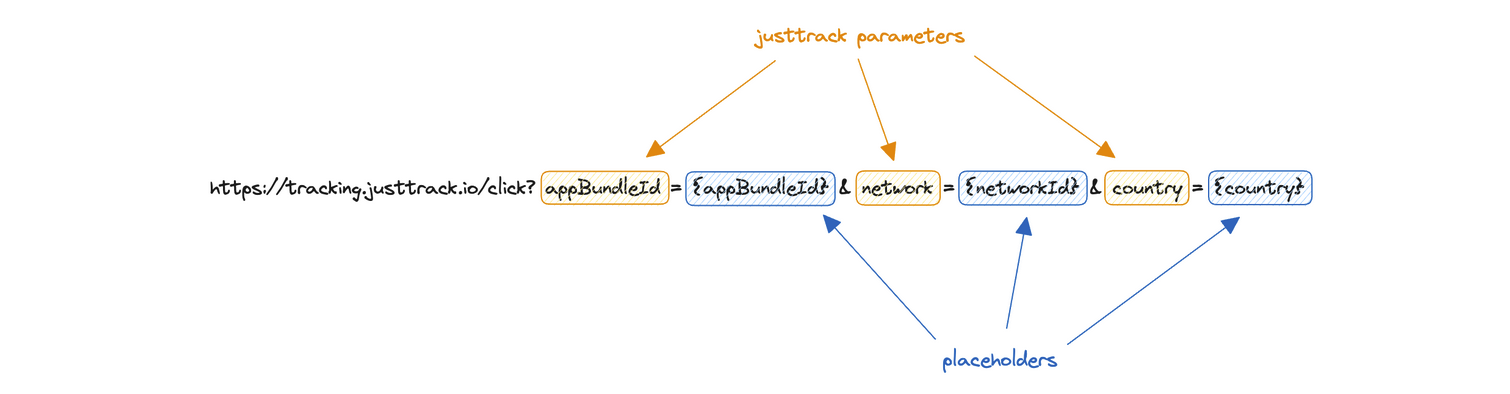 justtrack parameters
https://tracking.justtrack.io/click? appBundleId = {appBundleId} & network = {networkId} & country = {country}
placeholders